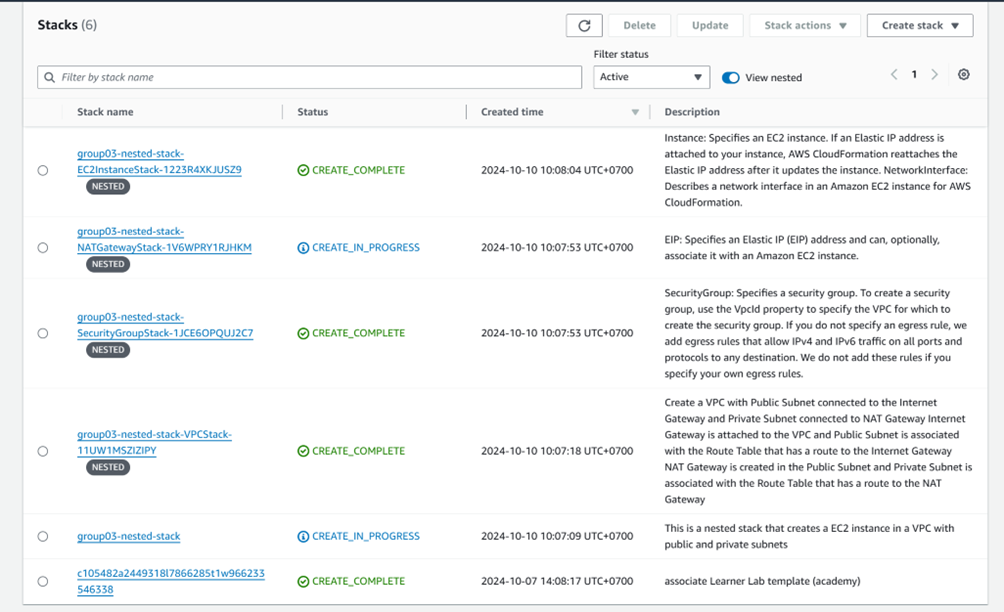 Stacks (6)
Delete
Update
Stack actions
Create stack
Filter status
Filter by stack name
Active
View nested
1
Stack name
Status
Created time
Description
group03-nested-stack-
EC2InstanceStack-1223R4XKJUSZ9
NESTED
CREATE_COMPLETE
2024-10-10 10:08:04 UTC+0700
Instance: Specifies an EC2 instance. If an Elastic IP address is
attached to your instance, AWS CloudFormation reattaches the
Elastic IP address after it updates the instance. NetworkInterface:
Describes a network interface in an Amazon EC2 instance for AWS
CloudFormation.
group03-nested-stack-
NATGatewayStack-1V6WPRY1RJHKM
NESTED
CREATE_IN_PROGRESS
2024-10-10 10:07:53 UTC+0700
EIP: Specifies an Elastic IP (EIP) address and can, optionally,
associate it with an Amazon EC2 instance.
group03-nested-stack-
SecurityGroupStack-1JCE6OPQUJ2C7
NESTED
CREATE_COMPLETE
2024-10-10 10:07:53 UTC+0700
SecurityGroup: Specifies a security group. To create a security
group, use the VpcId property to specify the VPC for which to
create the security group. If you do not specify an egress rule, we
add egress rules that allow IPv4 and IPv6 traffic on all ports and
protocols to any destination. We do not add these rules if you
specify your own egress rules.
group03-nested-stack-VPCStack-
11UW1MSZIZIPY
NESTED
CREATE_COMPLETE
2024-10-10 10:07:18 UTC+0700
Create a VPC with Public Subnet connected to the Internet
Gateway and Private Subnet connected to NAT Gateway Internet
Gateway is attached to the VPC and Public Subnet is associated
with the Route Table that has a route to the Internet Gateway
NAT Gateway is created in the Public Subnet and Private Subnet is
associated with the Route Table that has a route to the NAT
Gateway
group03-nested-stack
CREATE_IN_PROGRESS
2024-10-10 10:07:09 UTC+0700
This is a nested stack that creates a EC2 instance in a VPC with
public and private subnets
c105482a2449318l7866285t1w966233
546338
CREATE_COMPLETE
2024-10-07 14:08:17 UTC+0700
associate Learner Lab template (academy)